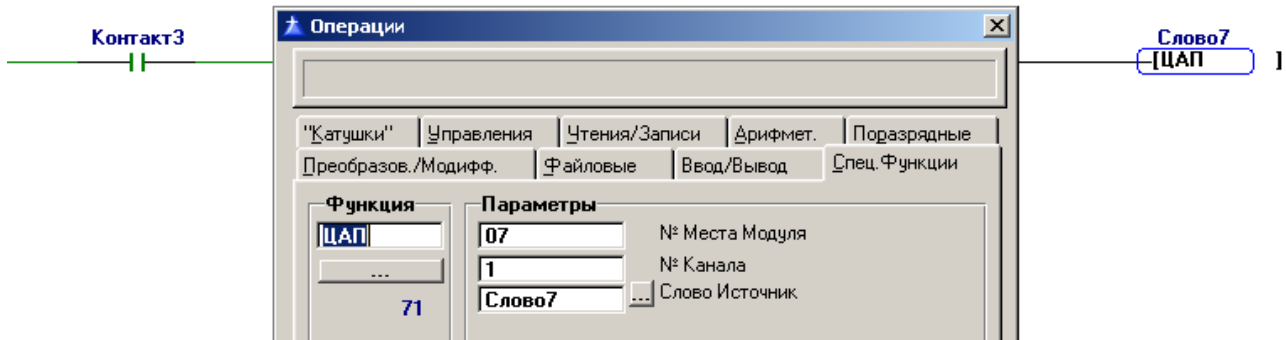 Операции
Контакт3
Слово7
[ЦАП ]
"Катушки" Управления Чтения/Записи Арифмет. Поразрядные
Преобразов./Модифф. Файловые Ввод/Вывод Спец.Функции
Функция Параметры
ЦАП 07 № Места Модуля
... 1 № Канала
71 Слово7 ... Слово Источник